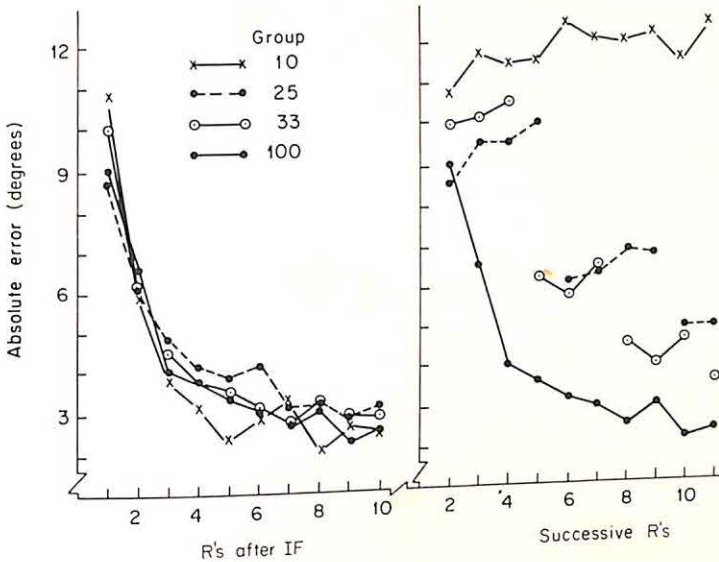 Group
10
25
33
100
Absolute error (degrees)
12
9
6
3
2 4 6 8 10
R's after IF
2 4 6 8 10
Successive R's